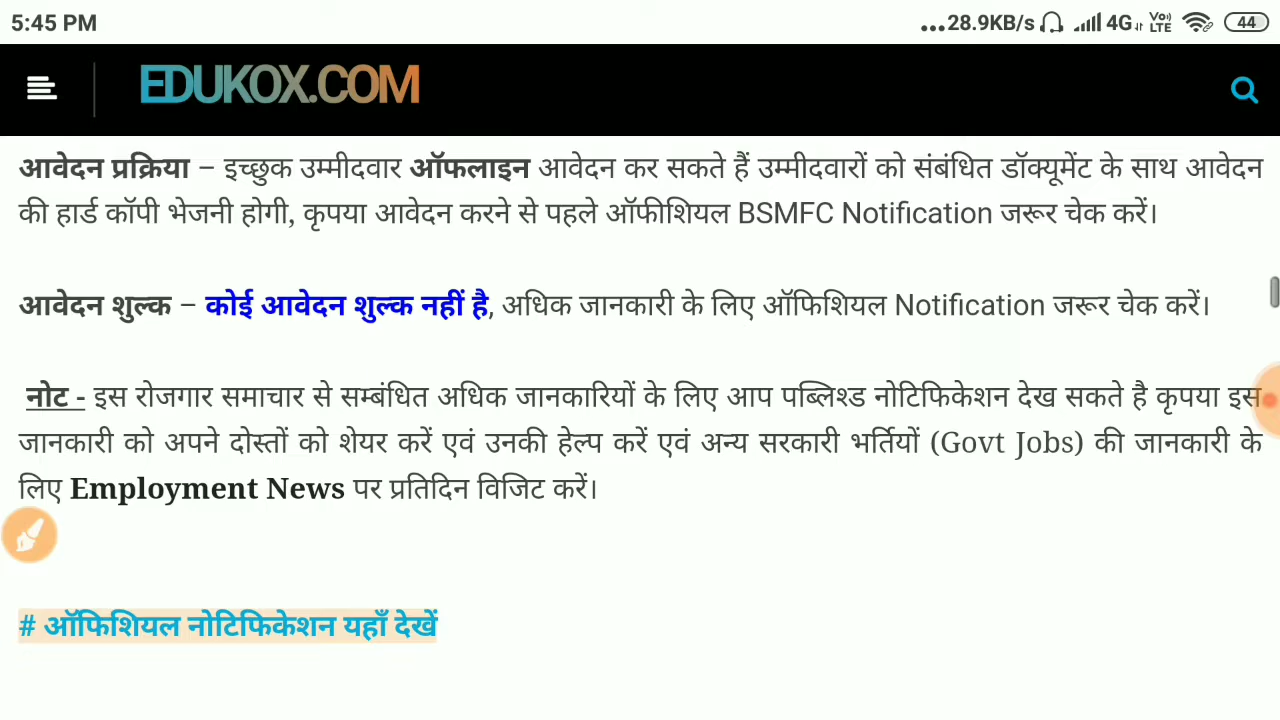 5:45 PM
...28.9KB/s 4G Vo) LTE 44
EDUKOX.COM
आवेदन प्रक्रिया – इच्छुक उम्मीदवार ऑफलाइन आवेदन कर सकते हैं उम्मीदवारों को संबंधित डॉक्यूमेंट के साथ आवेदन
की हार्ड कॉपी भेजनी होगी, कृपया आवेदन करने से पहले ऑफीशियल BSMFC Notification जरूर चेक करें।
आवेदन शुल्क – कोई आवेदन शुल्क नहीं है, अधिक जानकारी के लिए ऑफिशियल Notification जरूर चेक करें।
नोट - इस रोजगार समाचार से सम्बंधित अधिक जानकारियों के लिए आप पब्लिश्ड नोटिफिकेशन देख सकते है कृपया इस
जानकारी को अपने दोस्तों को शेयर करें एवं उनकी हेल्प करें एवं अन्य सरकारी भर्तियों (Govt Jobs) की जानकारी के
लिए Employment News पर प्रतिदिन विजिट करें।
# ऑफिशियल नोटिफिकेशन यहाँ देखें